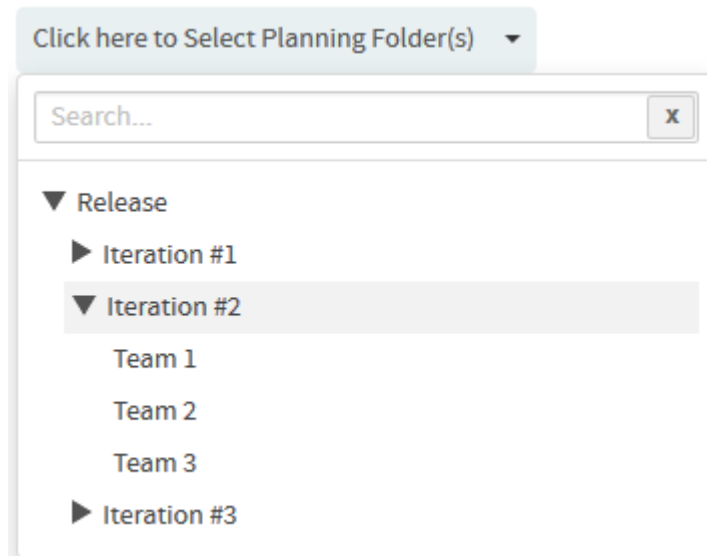 Click here to Select Planning Folder(s)
Search...
x
Release
Iteration #1
Iteration #2
Team 1
Team 2
Team 3
Iteration #3